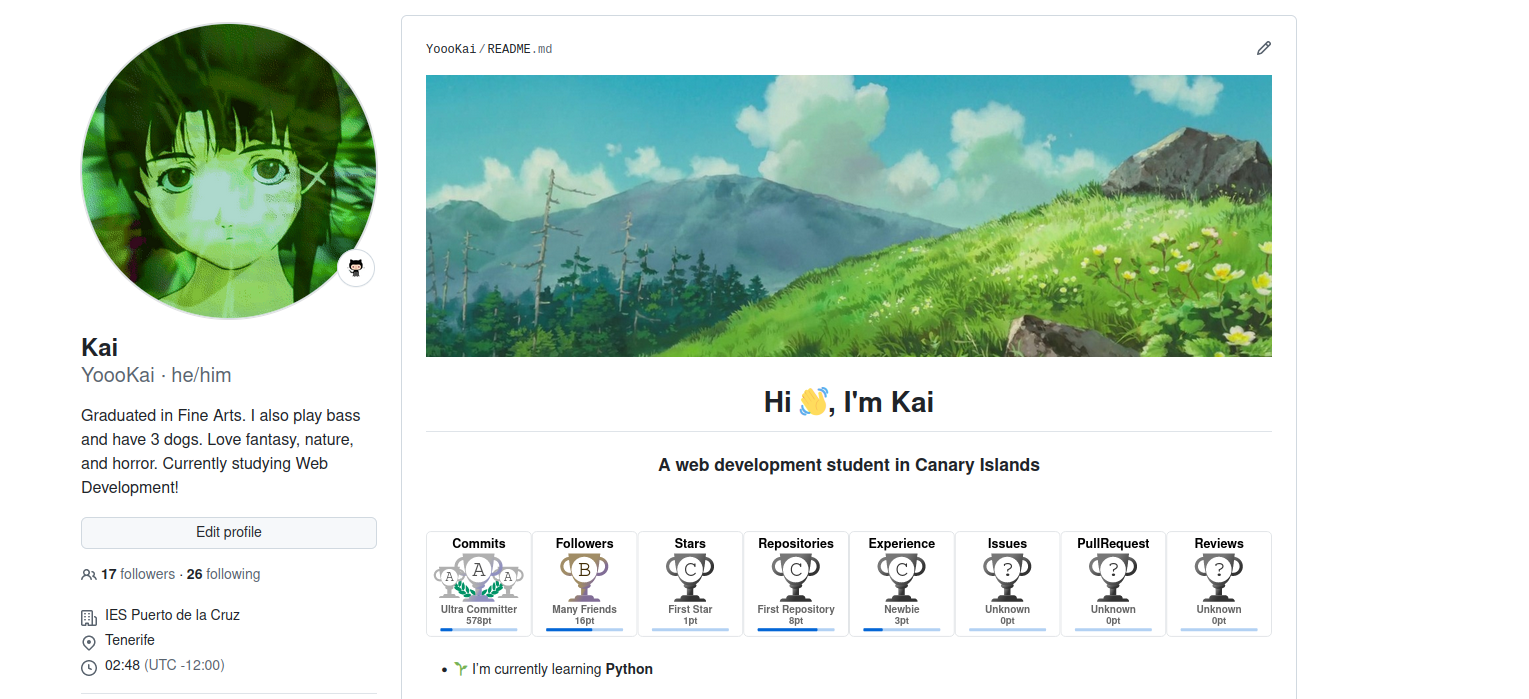 Kai
YoooKai · he/him
Graduated in Fine Arts. I also play bass
and have 3 dogs. Love fantasy, nature,
and horror. Currently studying Web
Development!
Edit profile
17 followers · 26 following
IES Puerto de la Cruz
Tenerife
02:48 (UTC -12:00)
YoooKai/README.md
Hi 👋, I'm Kai
A web development student in Canary Islands
Commits
A A A
Ultra Committer
578pt
Followers
B
Many Friends
16pt
Stars
C
First Star
1pt
Repositories
C
First Repository
8pt
Experience
C
Newbie
3pt
Issues
?
Unknown
0pt
PullRequest
?
Unknown
0pt
Reviews
?
Unknown
0pt
• 🌱 I'm currently learning Python